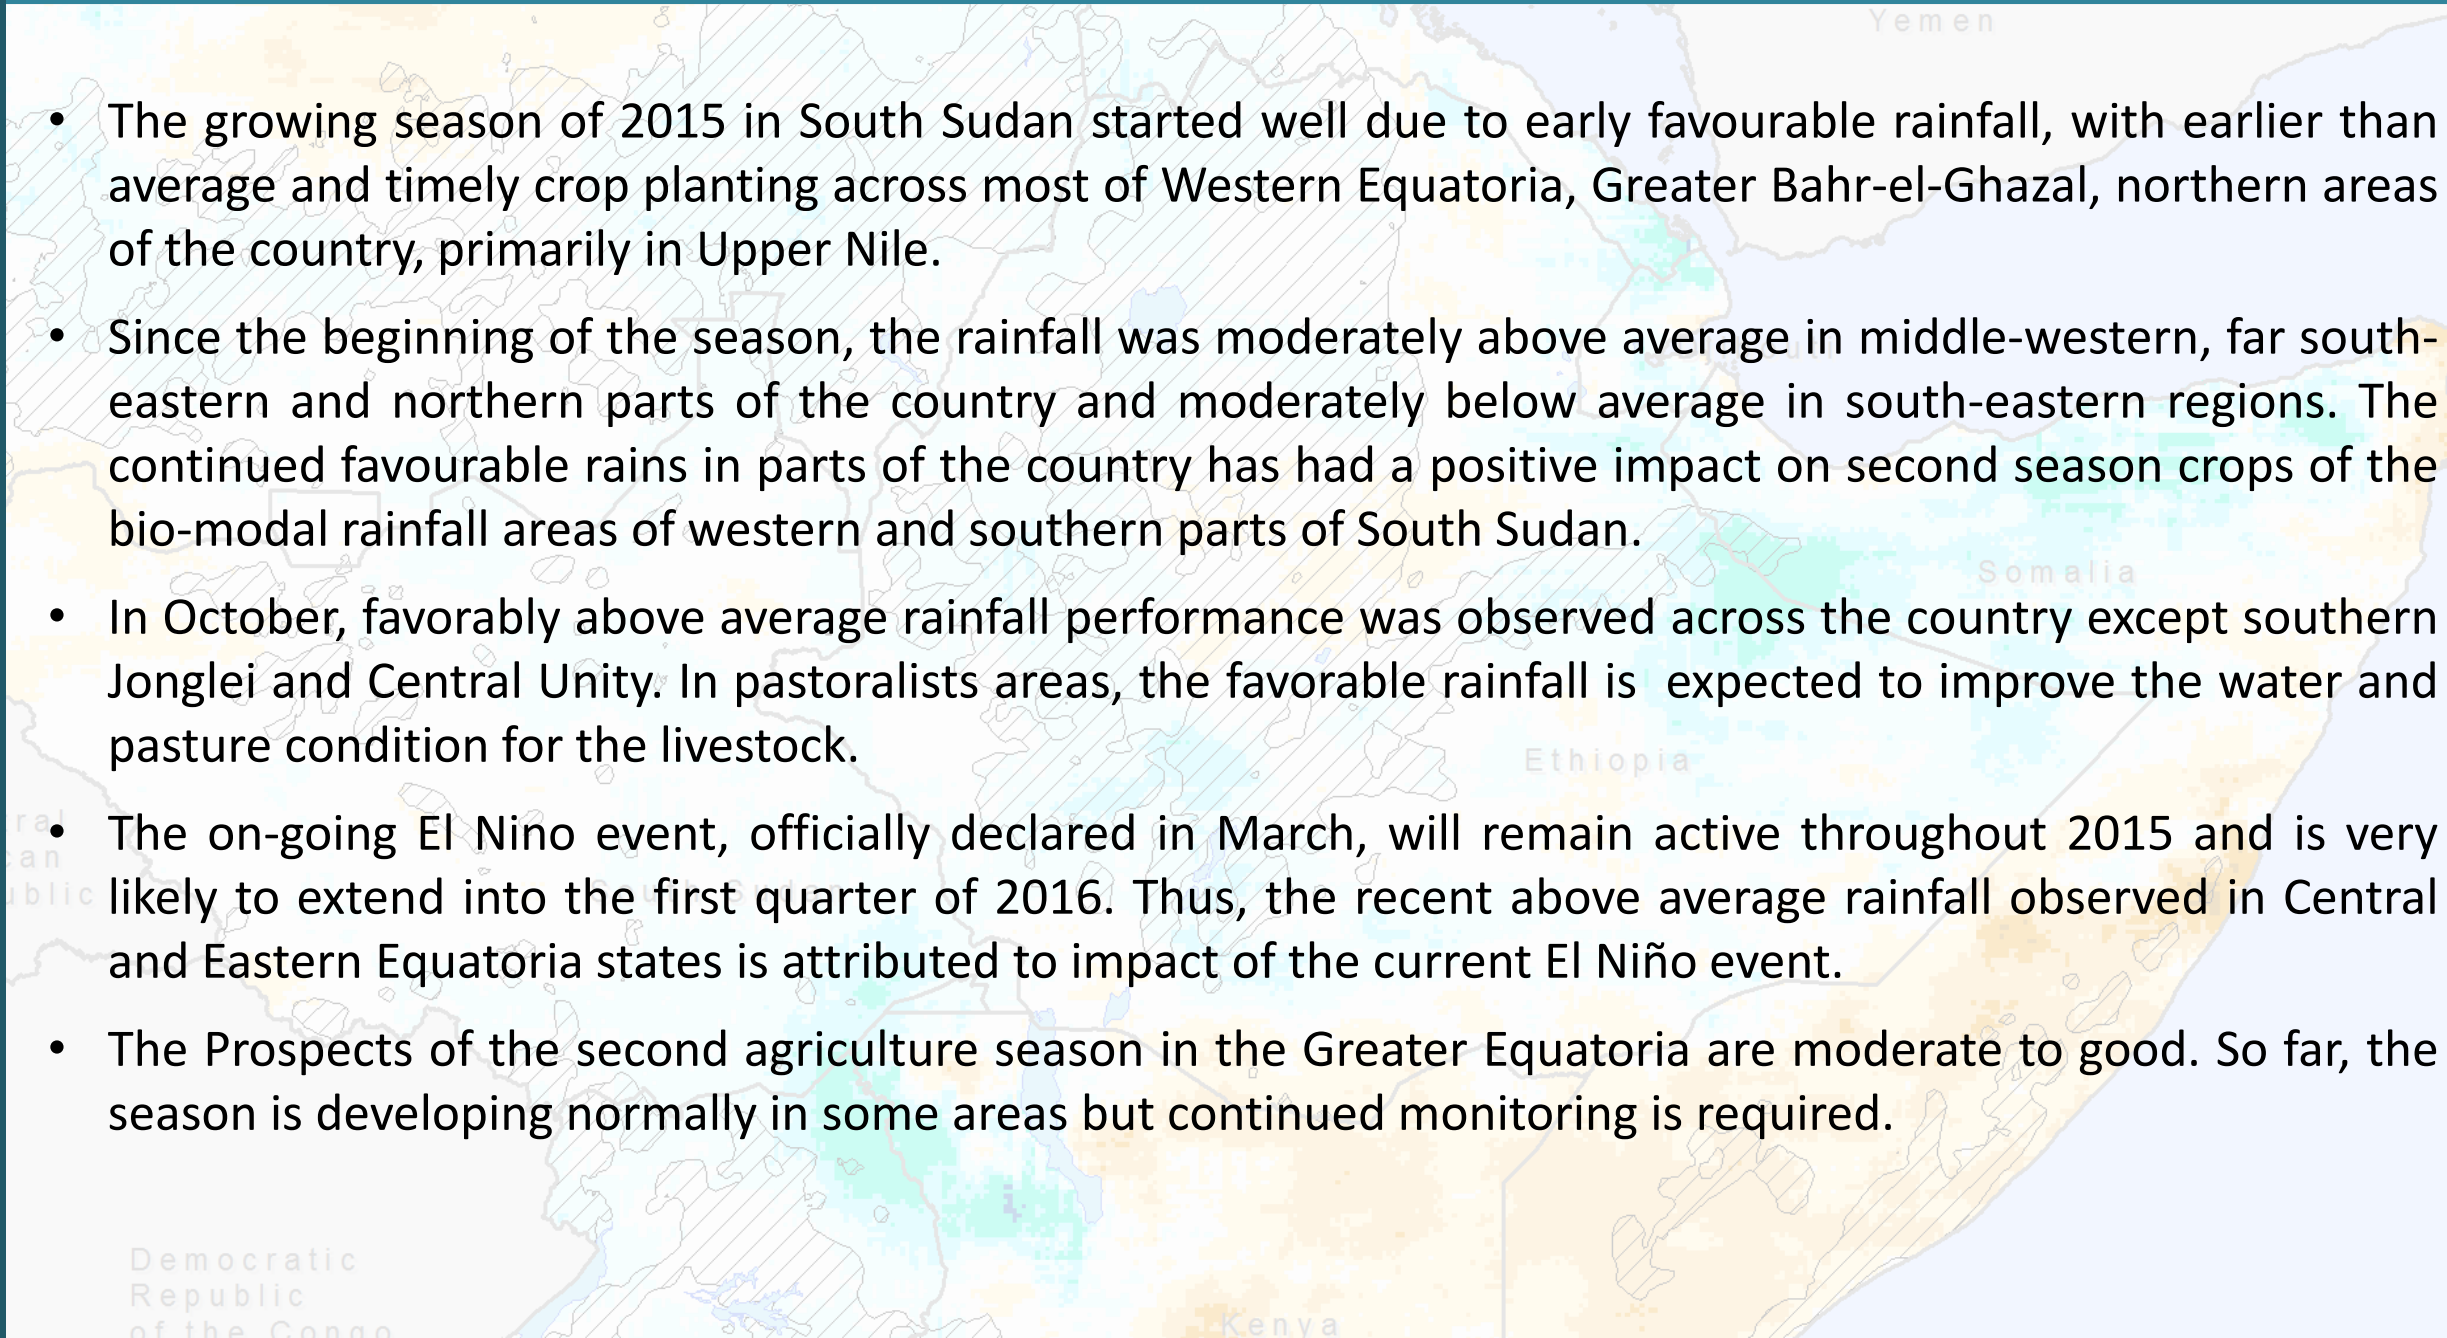 Yemen
• The growing season of 2015 in South Sudan started well due to early favourable rainfall, with earlier than
average and timely crop planting across most of Western Equatoria, Greater Bahr-el-Ghazal, northern areas
of the country, primarily in Upper Nile.
• Since the beginning of the season, the rainfall was moderately above average in middle-western, far south-
eastern and northern parts of the country and moderately below average in south-eastern regions. The
continued favourable rains in parts of the country has had a positive impact on second season crops of the
bio-modal rainfall areas of western and southern parts of South Sudan.
Somalia
• In October, favorably above average rainfall performance was observed across the country except southern
Jonglei and Central Unity. In pastoralists areas, the favorable rainfall is  expected to improve the water and
pasture condition for the livestock.
Ethiopia
• The on-going El Nino event, officially declared in March, will remain active throughout 2015 and is very
likely to extend into the first quarter of 2016. Thus, the recent above average rainfall observed in Central
and Eastern Equatoria states is attributed to impact of the current El Niño event.
• The Prospects of the second agriculture season in the Greater Equatoria are moderate to good. So far, the
season is developing normally in some areas but continued monitoring is required.
Democratic
Republic
of the Congo
Kenya